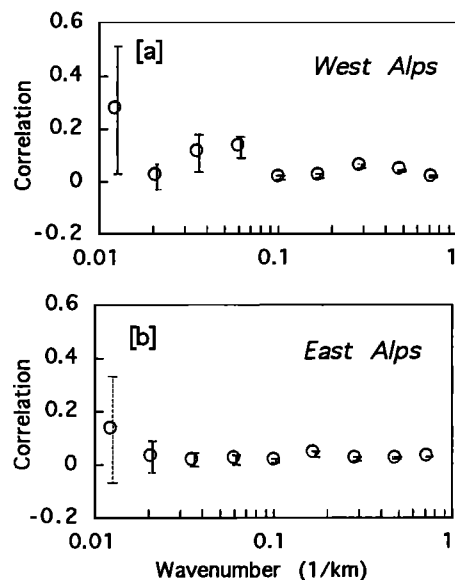 0.6
[a]
West Alps
0.4
0.2
0
-0.2
Correlation
0.01
0.1
1
0.6
[b]
East Alps
0.4
0.2
0
-0.2
Correlation
0.01
0.1
1
Wavenumber (1/km)